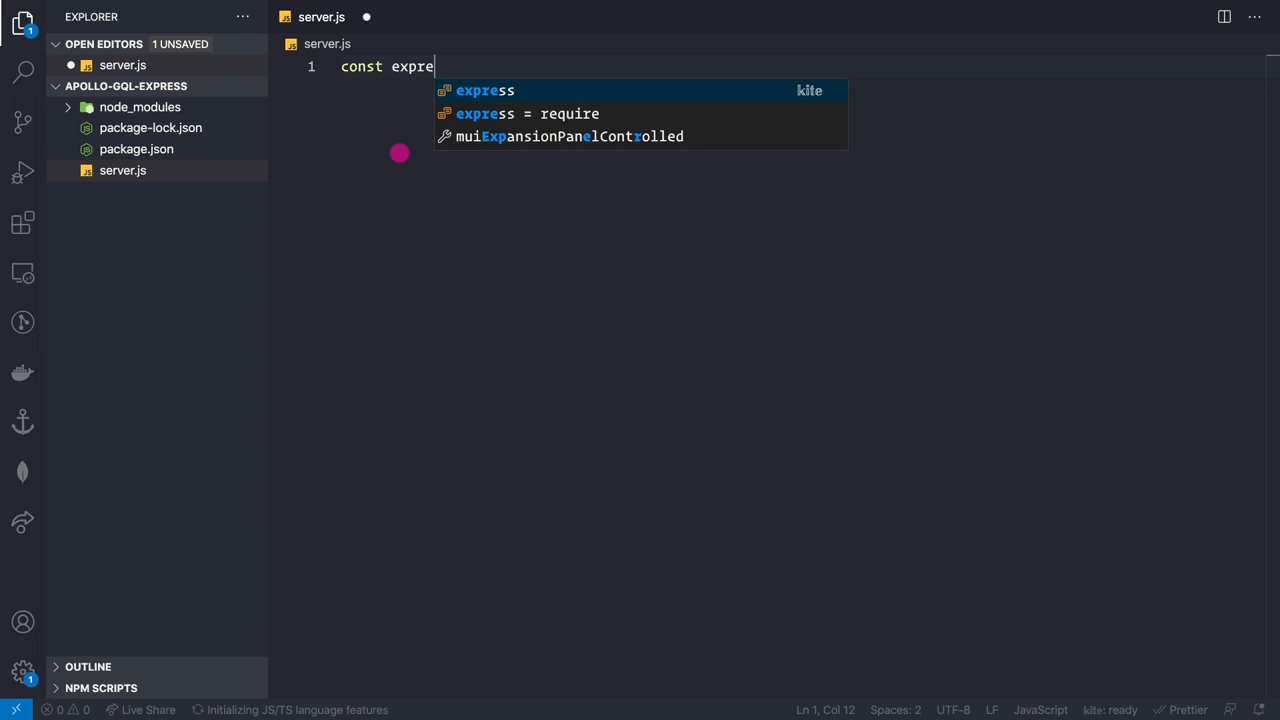 1
EXPLORER
OPEN EDITORS 1 UNSAVED
server.js
APOLLO-GQL-EXPRESS
node_modules
package-lock.json
package.json
server.js
OUTLINE
NPM SCRIPTS
1
server.js
server.js
1 const expre
express kite
express = require
muiExpansionPanelControlled
0 0 Live Share Initializing JS/TS language features Ln 1, Col 12 Spaces: 2 UTF-8 LF JavaScript kite: ready Prettier